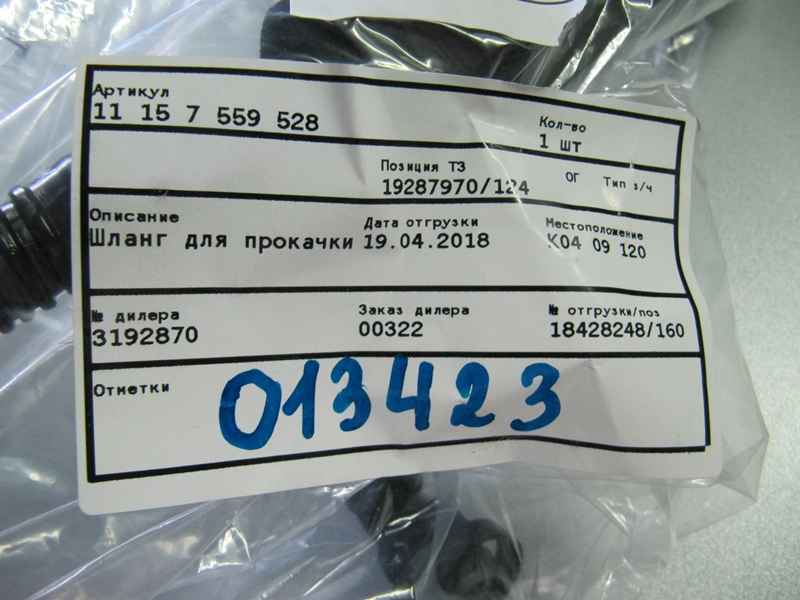 Артикул
11 15 7 559 528
Кол-во
1 шт
Позиция ТЗ
19287970/124
ОГ Тип з/ч
Описание
Шланг для прокачки
Дата отгрузки
19.04.2018
Местоположение
K04 09 120
№ дилера
3192870
Заказ дилера
00322
№ отгрузки/поз
18428248/160
Отметки
013423